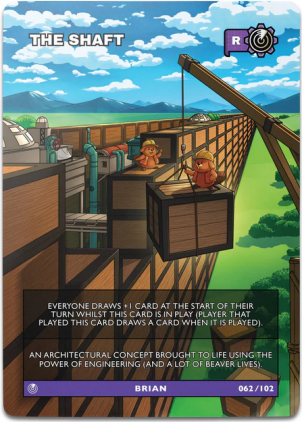 THE SHAFT
R
EVERYONE DRAWS +1 CARD AT THE START OF THEIR
TURN WHILST THIS CARD IS IN PLAY (PLAYER THAT
PLAYED THIS CARD DRAWS A CARD WHEN IT IS PLAYED).
AN ARCHITECTURAL CONCEPT BROUGHT TO LIFE USING THE
POWER OF ENGINEERING (AND A LOT OF BEAVER LIVES).
BRIAN
062/102